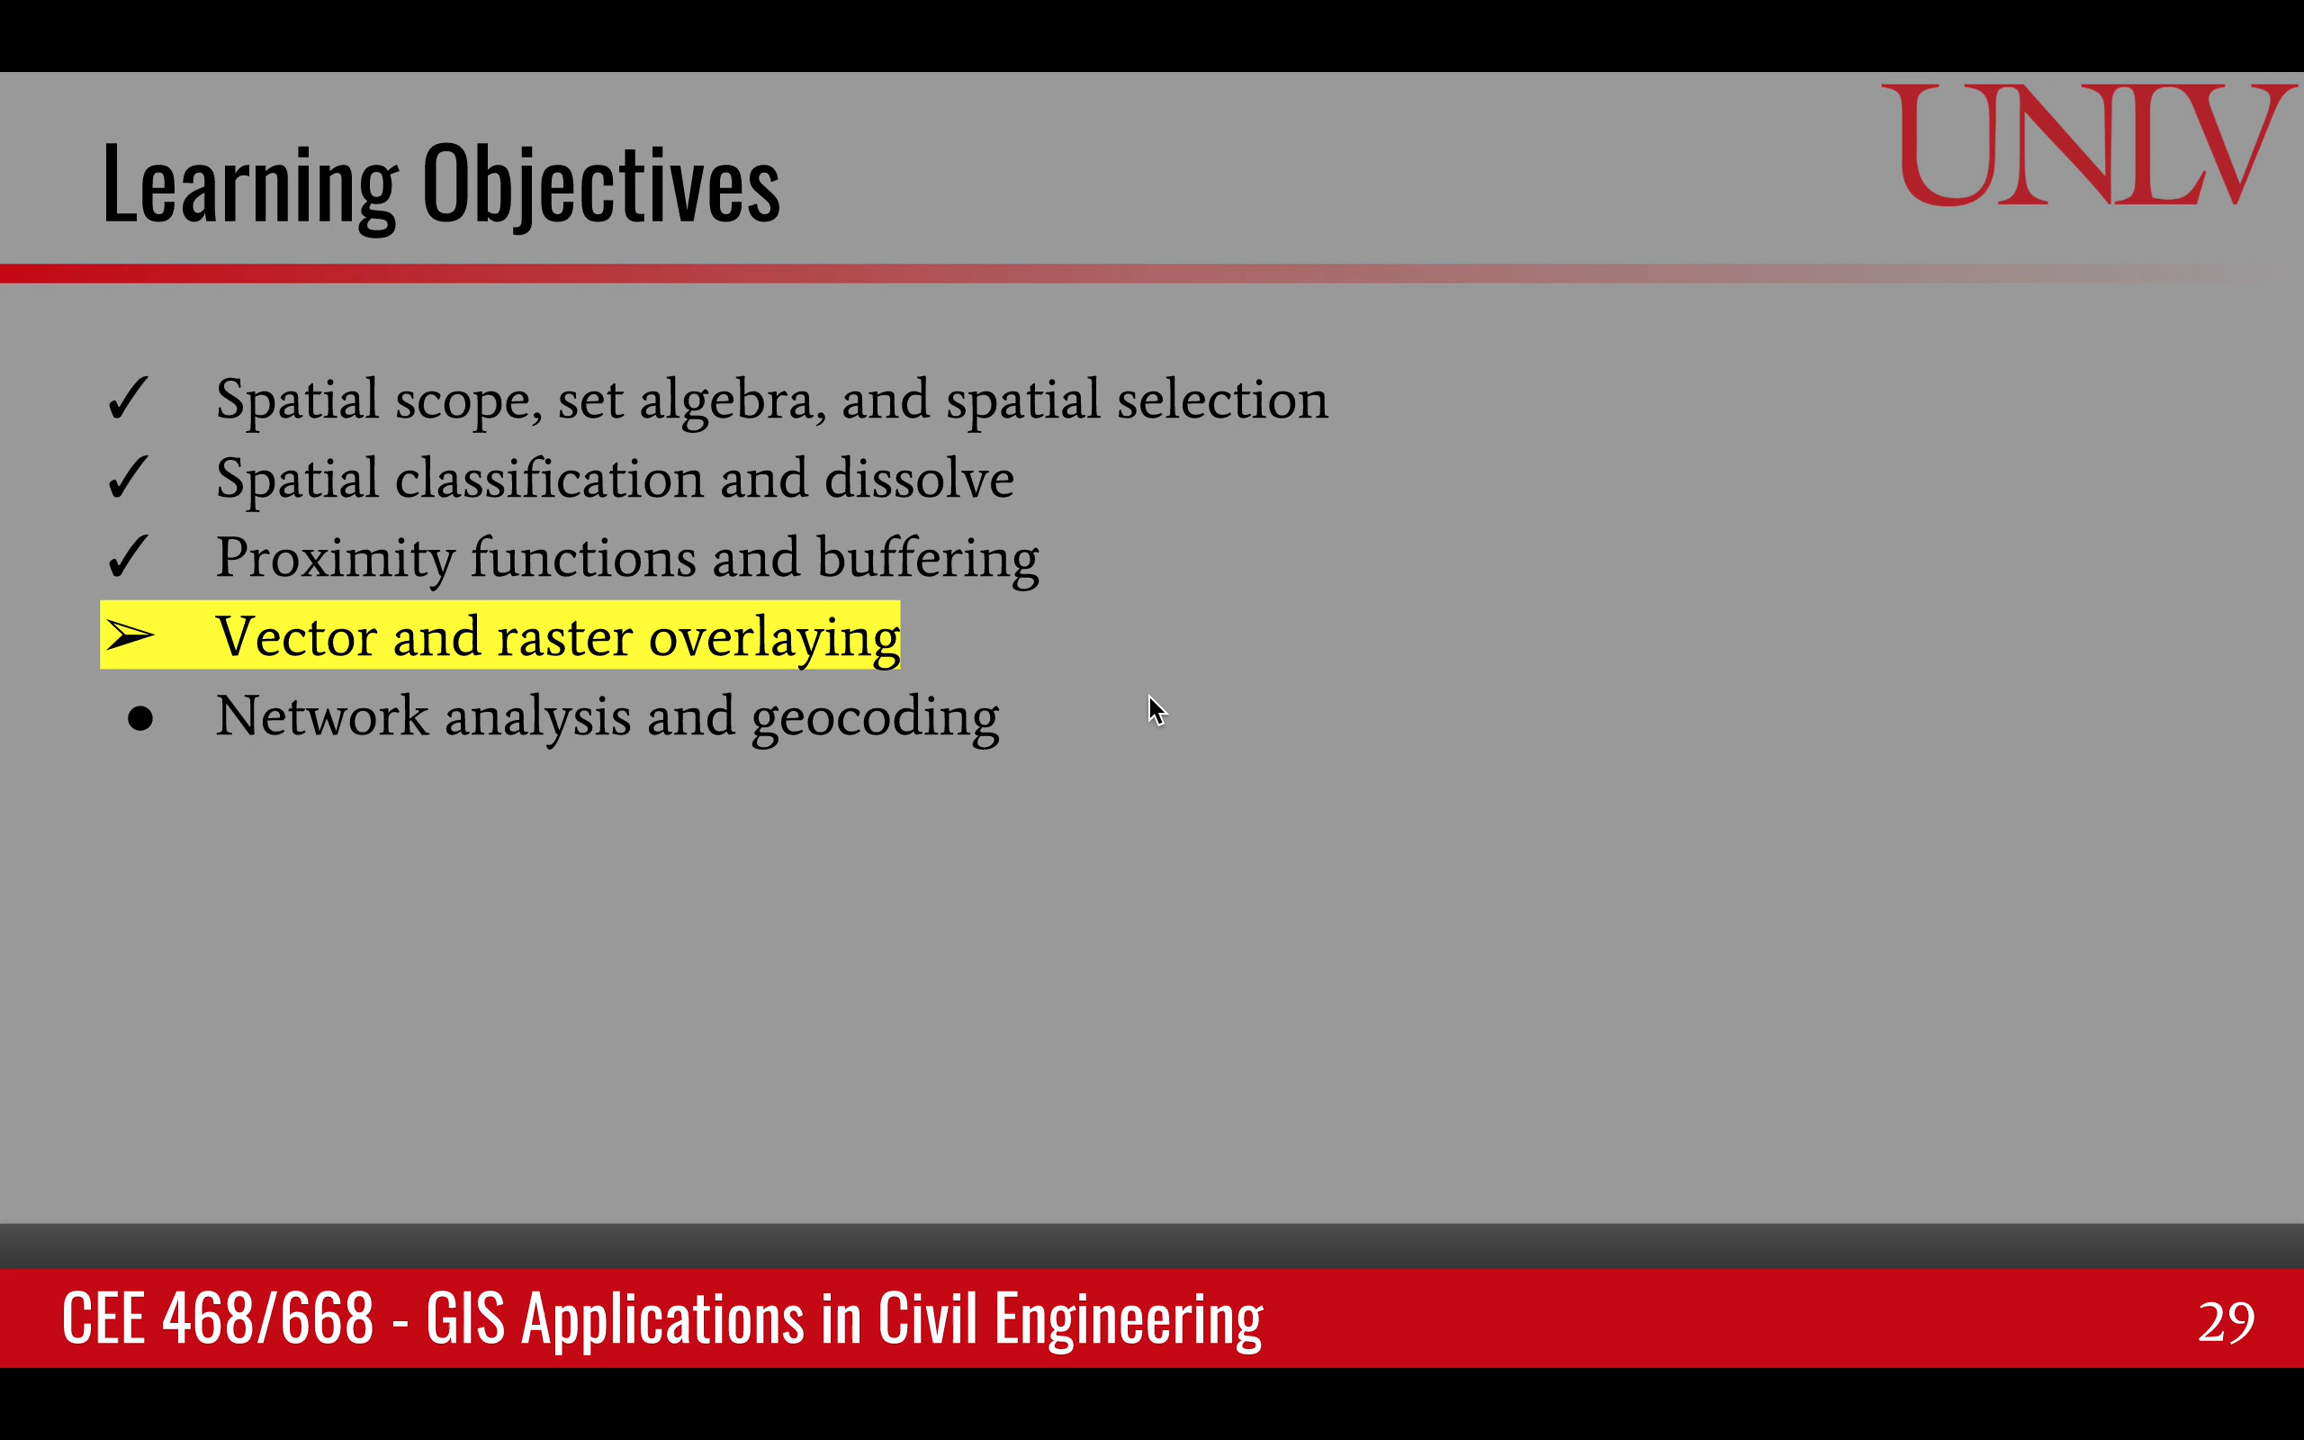 UNLV
Learning Objectives
✓ Spatial scope, set algebra, and spatial selection
✓ Spatial classification and dissolve
✓ Proximity functions and buffering
➢ Vector and raster overlaying
● Network analysis and geocoding
CEE 468/668 - GIS Applications in Civil Engineering
29